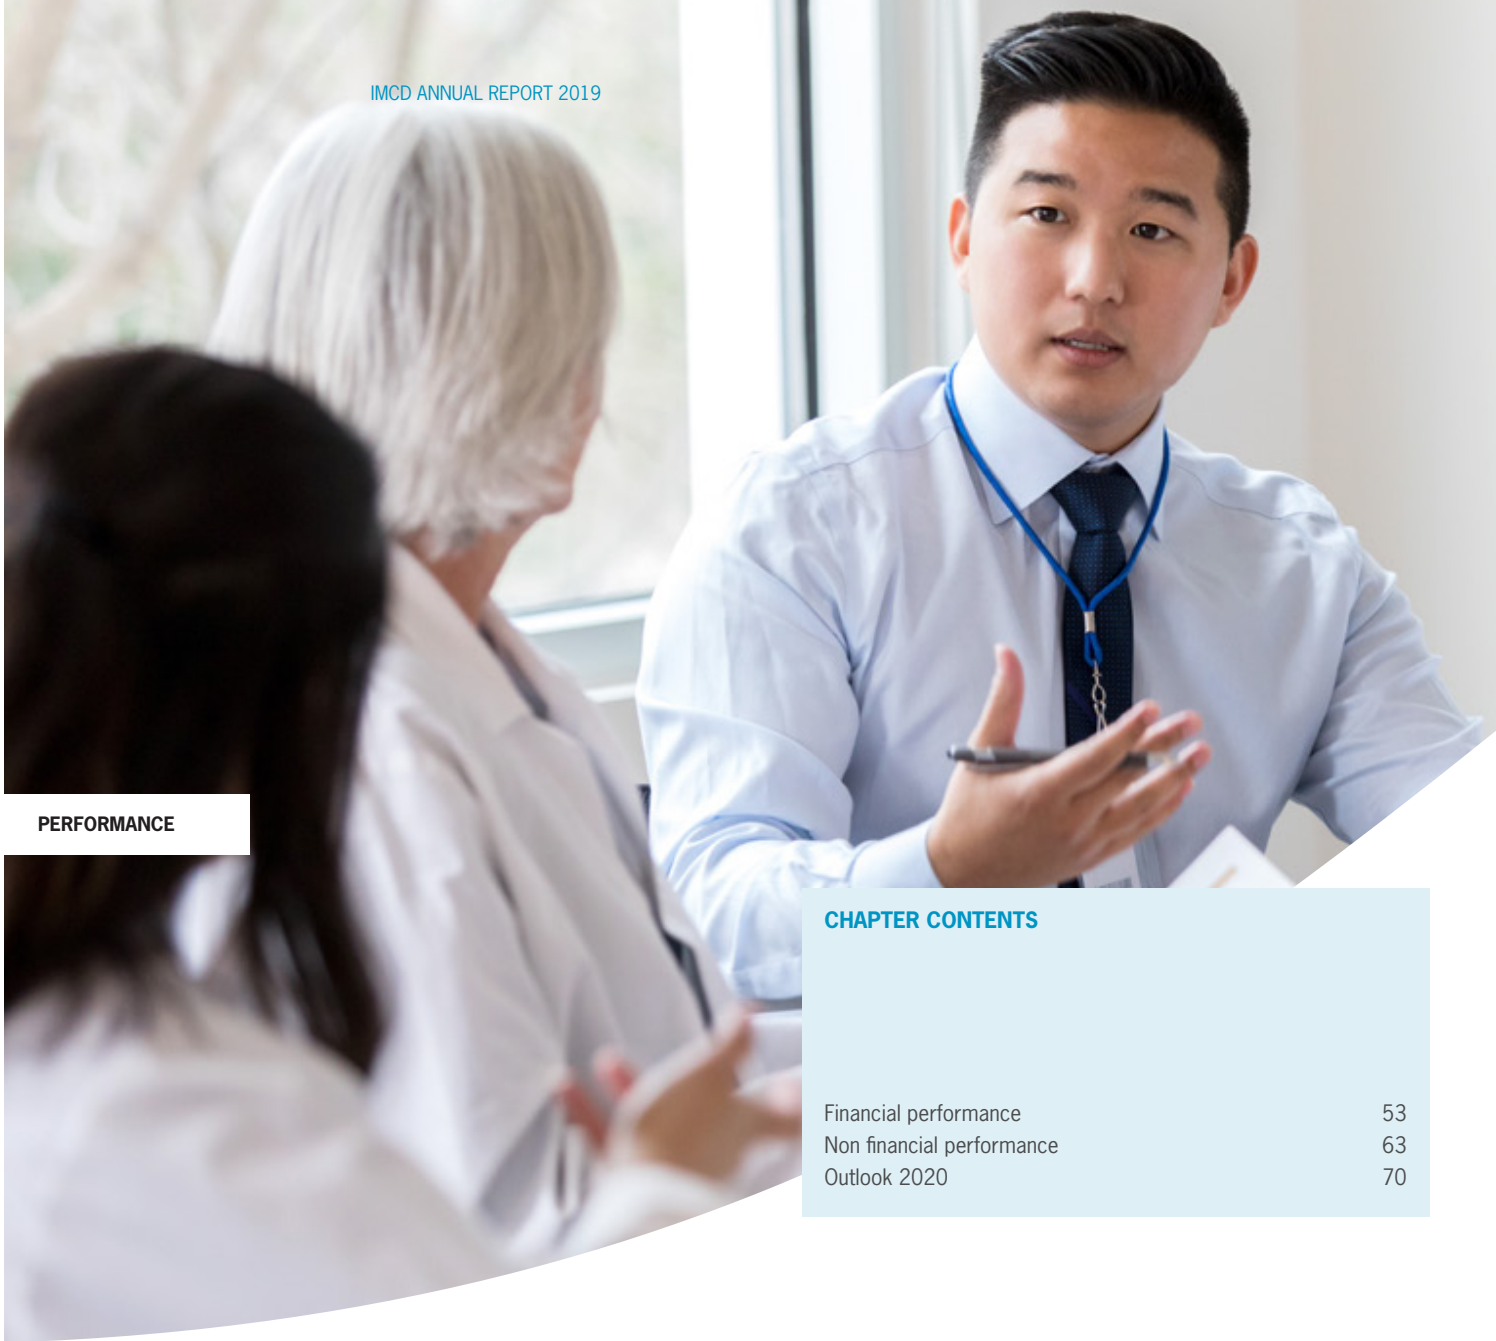 IMCD ANNUAL REPORT 2019
PERFORMANCE
CHAPTER CONTENTS
Financial performance 53
Non financial performance 63
Outlook 2020 70